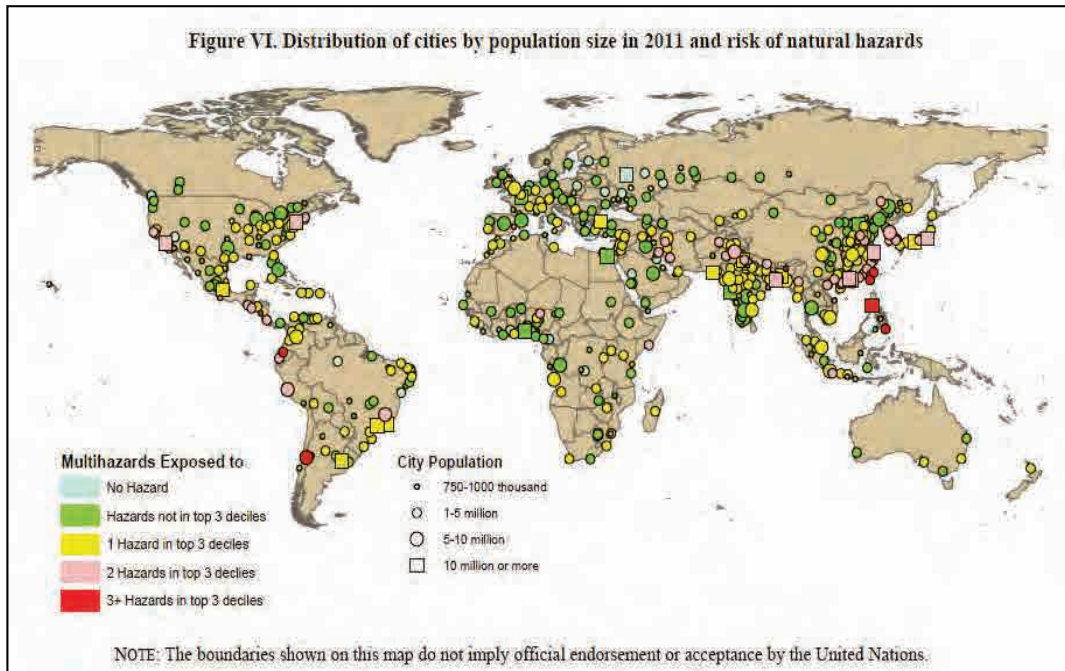 Figure VI. Distribution of cities by population size in 2011 and risk of natural hazards
Multihazards Exposed to
No Hazard
Hazards not in top 3 deciles
1 Hazard in top 3 deciles
2 Hazards in top 3 declies
3+ Hazards in top 3 deciles
City Population
750-1000 thousand
1-5 million
5-10 million
10 million or more
NOTE: The boundaries shown on this map do not imply official endorsement or acceptance by the United Nations.